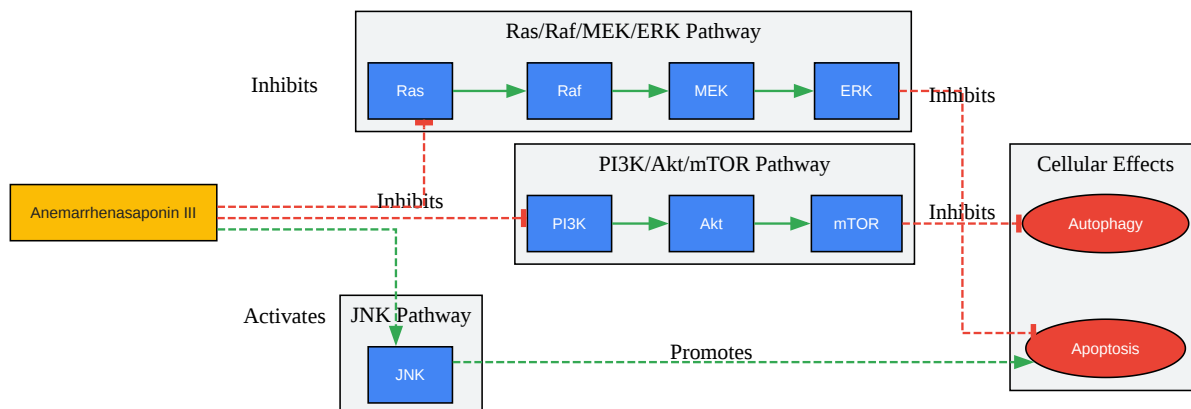 Ras/Raf/MEK/ERK Pathway
Inhibits
Ras
Raf
MEK
ERK
Inhibits
PI3K/Akt/mTOR Pathway
Cellular Effects
Anemarrhenasaponin III
Inhibits
PI3K
Akt
mTOR
Inhibits
Autophagy
Activates
JNK Pathway
JNK
Promotes
Apoptosis